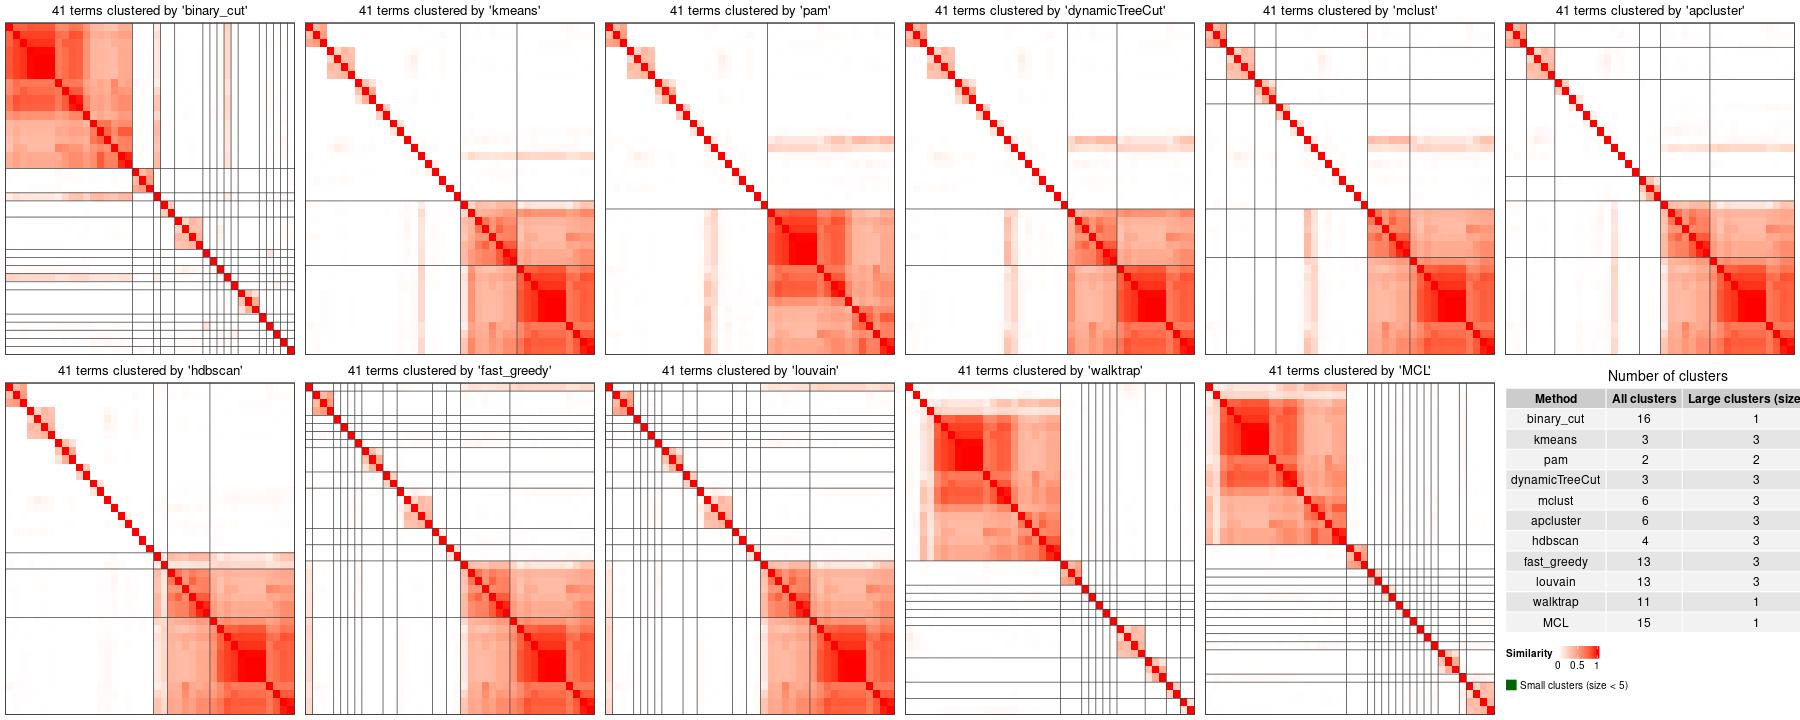 41 terms clustered by 'binary_cut'
41 terms clustered by 'kmeans'
41 terms clustered by 'pam'
41 terms clustered by 'dynamicTreeCut'
41 terms clustered by 'mclust'
41 terms clustered by 'apcluster'
41 terms clustered by 'hdbscan'
41 terms clustered by 'fast_greedy'
41 terms clustered by 'louvain'
41 terms clustered by 'walktrap'
41 terms clustered by 'MCL'
Number of clusters
Method All clusters Large clusters (size
binary_cut 16 1
kmeans 3 3
pam 2 2
dynamicTreeCut 3 3
mclust 6 3
apcluster 6 3
hdbscan 4 3
fast_greedy 13 3
louvain 13 3
walktrap 11 1
MCL 15 1
Similarity
0 0.5 1
Small clusters (size < 5)